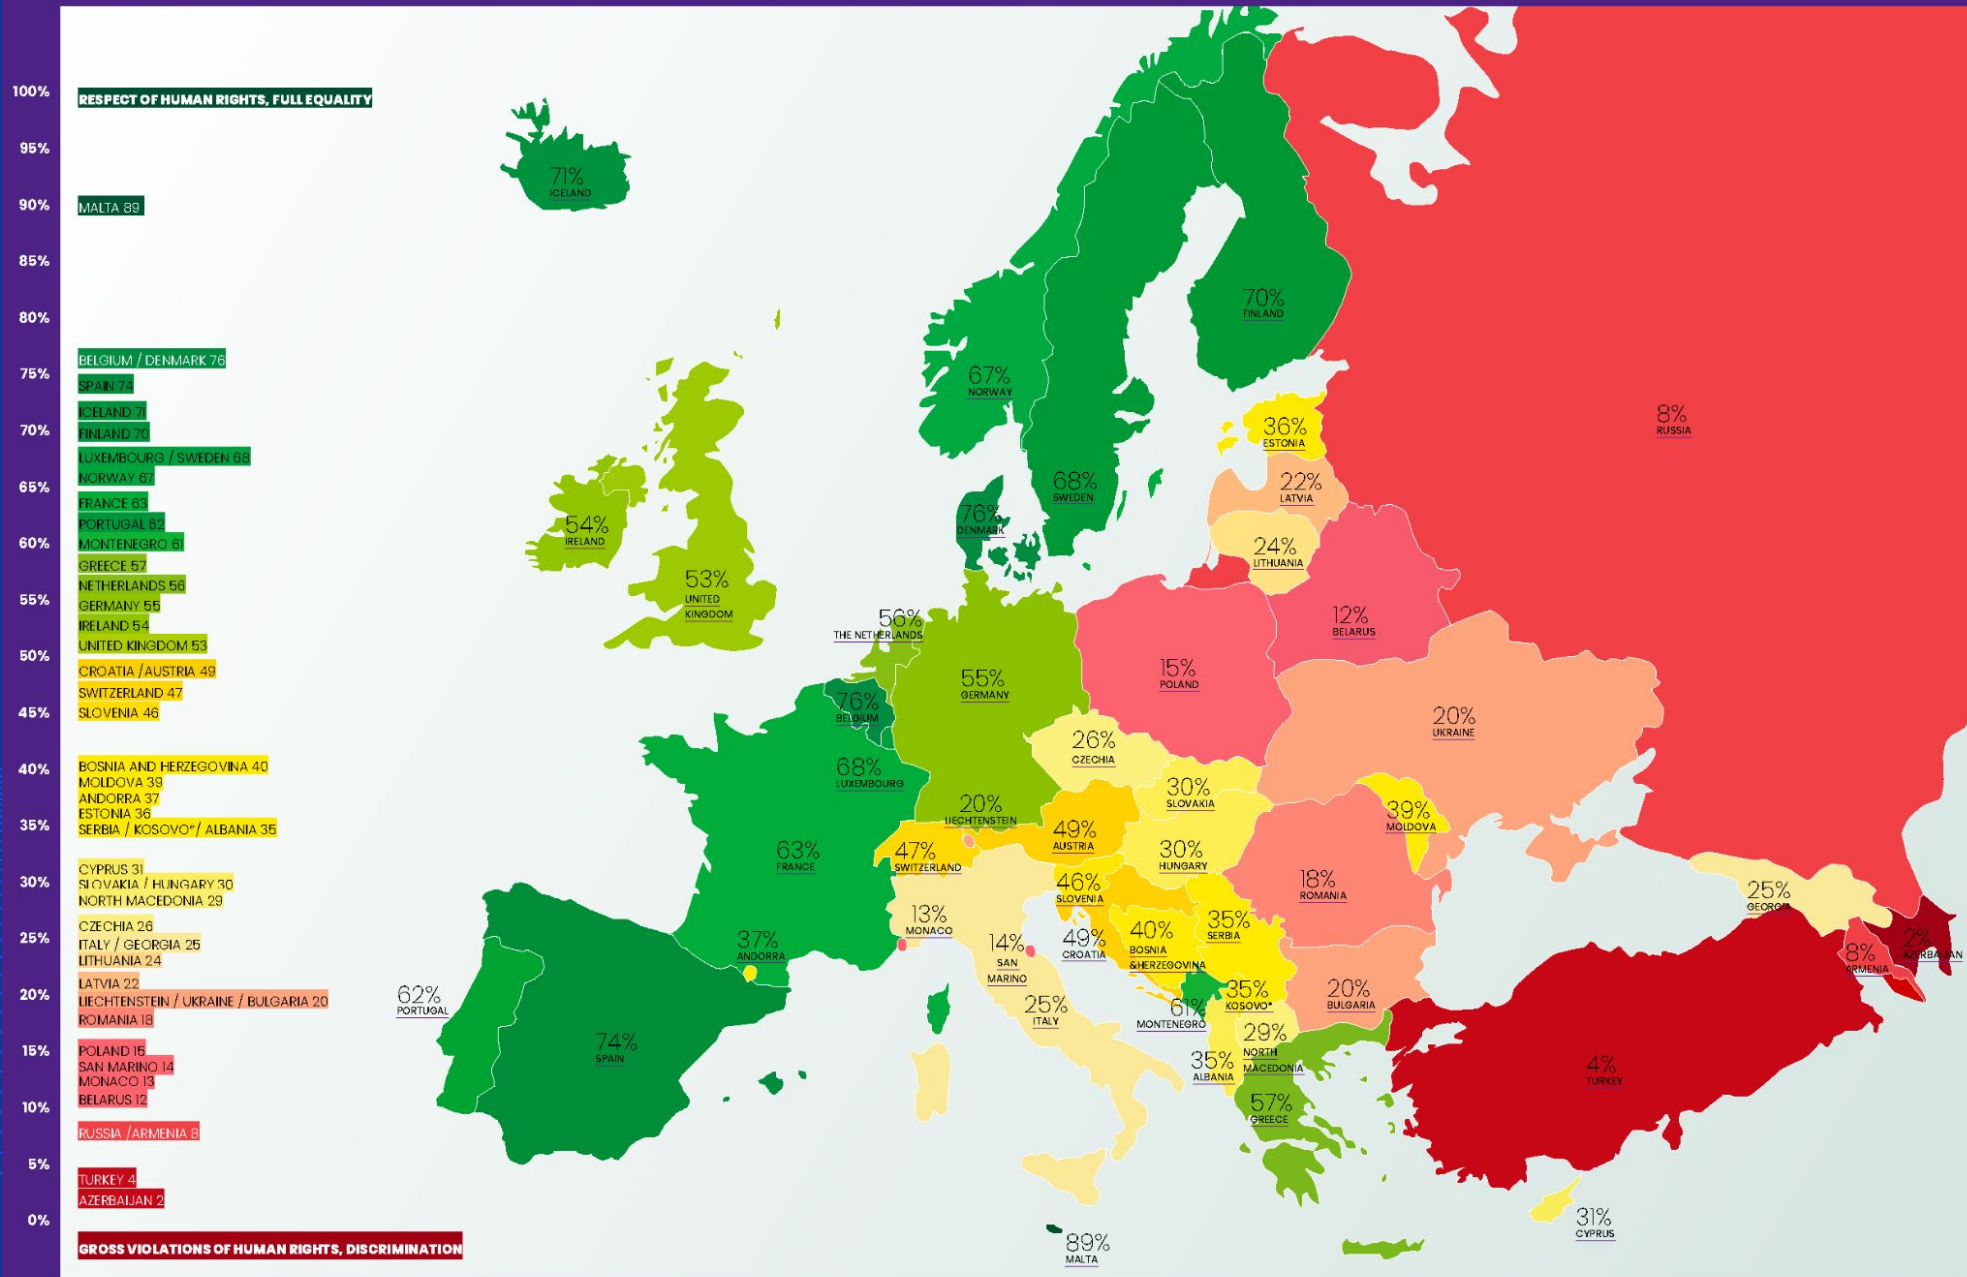 100%
RESPECT OF HUMAN RIGHTS, FULL EQUALITY
95%
90%
MALTA 89
85%
80%
BELGIUM / DENMARK 76
75%
SPAIN 74
ICELAND 71
70%
FINLAND 70
LUXEMBOURG / SWEDEN 68
NORWAY 67
65%
FRANCE 63
PORTUGAL 62
60%
MONTENEGRO 61
GREECE 57
NETHERLANDS 56
55%
GERMANY 55
IRELAND 54
UNITED KINGDOM 53
50%
CROATIA /AUSTRIA 49
SWITZERLAND 47
45%
SLOVENIA 46
40%
BOSNIA AND HERZEGOVINA 40
MOLDOVA 39
ANDORRA 37
ESTONIA 36
35%
SERBIA / KOSOVO*/ ALBANIA 35
CYPRUS 31
30%
SLOVAKIA / HUNGARY 30
NORTH MACEDONIA 29
CZECHIA 26
25%
ITALY / GEORGIA 25
LITHUANIA 24
LATVIA 22
20%
LIECHTENSTEIN / UKRAINE / BULGARIA 20
ROMANIA 18
15%
POLAND 15
SAN MARINO 14
MONACO 13
BELARUS 12
10%
RUSSIA /ARMENIA 8
5%
TURKEY 4
AZERBAIJAN 2
0%
GROSS VIOLATIONS OF HUMAN RIGHTS, DISCRIMINATION
71%
ICELAND
70%
FINLAND
67%
NORWAY
68%
SWEDEN
8%
RUSSIA
36%
ESTONIA
22%
LATVIA
24%
LITHUANIA
76%
DENMARK
54%
IRELAND
53%
UNITED
KINGDOM
56%
THE NETHERLANDS
12%
BELARUS
15%
POLAND
55%
GERMANY
76%
BELGIUM
20%
UKRAINE
26%
CZECHIA
68%
LUXEMBOURG
30%
SLOVAKIA
20%
LIECHTENSTEIN
39%
MOLDOVA
49%
AUSTRIA
63%
FRANCE
47%
SWITZERLAND
30%
HUNGARY
46%
SLOVENIA
18%
ROMANIA
25%
GEORGIA
13%
MONACO
14%
SAN
MARINO
49%
CROATIA
40%
BOSNIA
&HERZEGOVINA
35%
SERBIA
37%
ANDORRA
2%
AZERBAIJAN
8%
ARMENIA
62%
PORTUGAL
74%
SPAIN
25%
ITALY
61%
MONTENEGRO
35%
KOSOVO*
20%
BULGARIA
29%
NORTH
MACEDONIA
35%
ALBANIA
4%
TURKEY
57%
GREECE
89%
MALTA
31%
CYPRUS